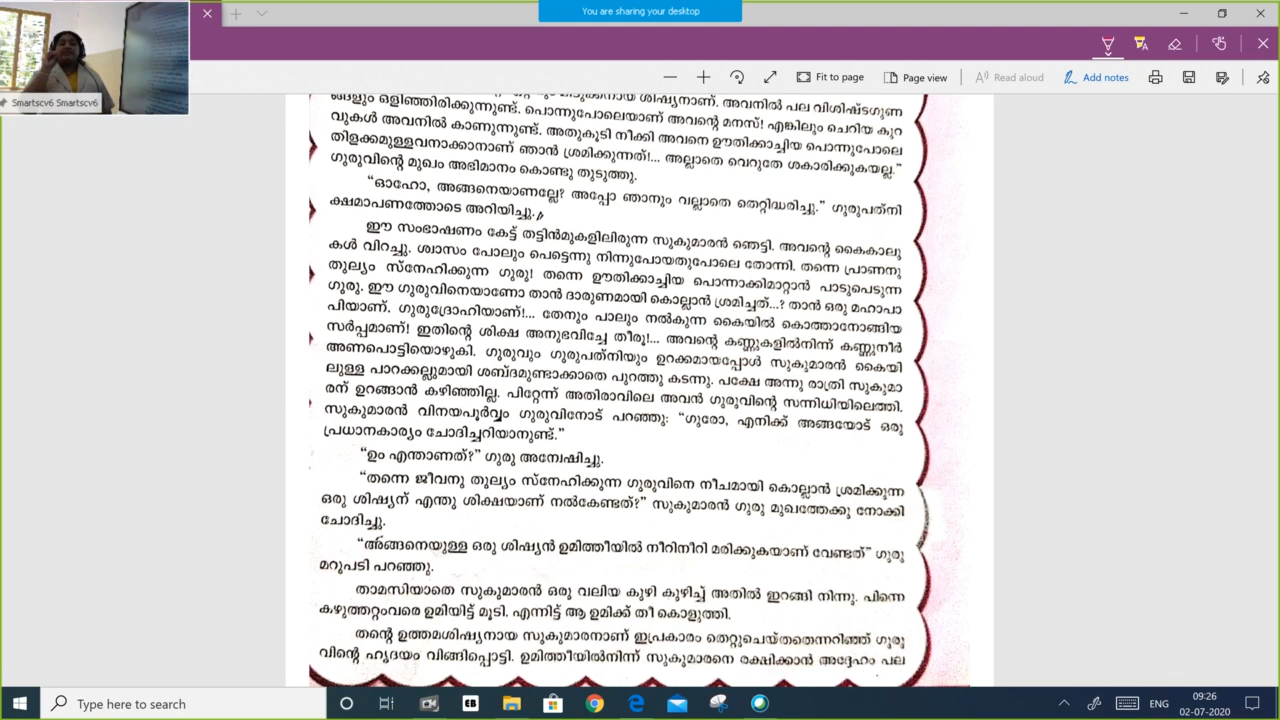 You are sharing your desktop
Smartscv6 Smartscv6
Fit to page
Page view
Read aloud
Add notes
ശിഷ്യനാണ്. അവനിൽ പല വിശിഷ്ടഗുണ
ങ്ങളും ഒളിഞ്ഞിരിക്കുന്നുണ്ട്. പൊന്നുപോലെയാണ് അവന്റെ മനസ്! എങ്കിലും ചെറിയ കുറ
വുകൾ അവനിൽ കാണുന്നുണ്ട്. അതുകൂടി നീക്കി അവനെ ഊതിക്കാച്ചിയ പൊന്നുപോലെ
തിളക്കമുള്ളവനാക്കാനാണ് ഞാൻ ശ്രമിക്കുന്നത്!... അല്ലാതെ വെറുതേ ശകാരിക്കുകയല്ല."
ഗുരുവിന്റെ മുഖം അഭിമാനം കൊണ്ടു തുടുത്തു.
"ഓഹോ, അങ്ങനെയാണല്ലേ? അപ്പോ ഞാനും വല്ലാതെ തെറ്റിദ്ധരിച്ചു." ഗുരുപത്നി
ക്ഷമാപണത്തോടെ അറിയിച്ചു.
ഈ സംഭാഷണം കേട്ട് തട്ടിൻമുകളിലിരുന്ന സുകുമാരൻ ഞെട്ടി. അവന്റെ കൈകാലു
കൾ വിറച്ചു. ശ്വാസം പോലും പെട്ടെന്നു നിന്നുപോയതുപോലെ തോന്നി. തന്നെ പ്രാണനു
തുല്യം സ്നേഹിക്കുന്ന ഗുരു! തന്നെ ഊതിക്കാച്ചിയ പൊന്നാക്കിമാറ്റാൻ പാടുപെടുന്ന
ഗുരു. ഈ ഗുരുവിനെയാണോ താൻ ദാരുണമായി കൊല്ലാൻ ശ്രമിച്ചത്...? താൻ ഒരു മഹാപാ
പിയാണ്. ഗുരുദ്രോഹിയാണ്!... തേനും പാലും നൽകുന്ന കൈയിൽ കൊത്താനോങ്ങിയ
സർപ്പമാണ്! ഇതിന്റെ ശിക്ഷ അനുഭവിച്ചേ തീരൂ!... അവന്റെ കണ്ണുകളിൽനിന്ന് കണ്ണുനീർ
അണപൊട്ടിയൊഴുകി. ഗുരുവും ഗുരുപത്നിയും ഉറക്കമായപ്പോൾ സുകുമാരൻ കൈയി
ലുള്ള പാറക്കല്ലുമായി ശബ്ദമുണ്ടാക്കാതെ പുറത്തു കടന്നു. പക്ഷേ അന്നു രാത്രി സുകുമാ
രന് ഉറങ്ങാൻ കഴിഞ്ഞില്ല. പിറ്റേന്ന് അതിരാവിലെ അവൻ ഗുരുവിന്റെ സന്നിധിയിലെത്തി.
സുകുമാരൻ വിനയപൂർവ്വം ഗുരുവിനോട് പറഞ്ഞു: "ഗുരോ, എനിക്ക് അങ്ങയോട് ഒരു
പ്രധാനകാര്യം ചോദിച്ചറിയാനുണ്ട്."
"ഉം എന്താണത്?" ഗുരു അന്വേഷിച്ചു.
"തന്നെ ജീവനു തുല്യം സ്നേഹിക്കുന്ന ഗുരുവിനെ നീചമായി കൊല്ലാൻ ശ്രമിക്കുന്ന
ഒരു ശിഷ്യന് എന്തു ശിക്ഷയാണ് നൽകേണ്ടത്?" സുകുമാരൻ ഗുരു മുഖത്തേക്കു നോക്കി
ചോദിച്ചു.
"അങ്ങനെയുള്ള ഒരു ശിഷ്യൻ ഉമിത്തീയിൽ നീറിനീറി മരിക്കുകയാണ് വേണ്ടത്" ഗുരു
മറുപടി പറഞ്ഞു.
താമസിയാതെ സുകുമാരൻ ഒരു വലിയ കുഴി കുഴിച്ച് അതിൽ ഇറങ്ങി നിന്നു. പിന്നെ
കഴുത്തറ്റംവരെ ഉമിയിട്ട് മൂടി. എന്നിട്ട് ആ ഉമിക്ക് തീ കൊളുത്തി.
തന്റെ ഉത്തമശിഷ്യനായ സുകുമാരനാണ് ഇപ്രകാരം തെറ്റുചെയ്തതെന്നറിഞ്ഞ് ഗുരു
വിന്റെ ഹൃദയം വിങ്ങിപ്പൊട്ടി. ഉമിത്തീയിൽനിന്ന് സുകുമാരനെ രക്ഷിക്കാൻ അദ്ദേഹം പല
Type here to search
EB
ENG
09:26
02-07-2020